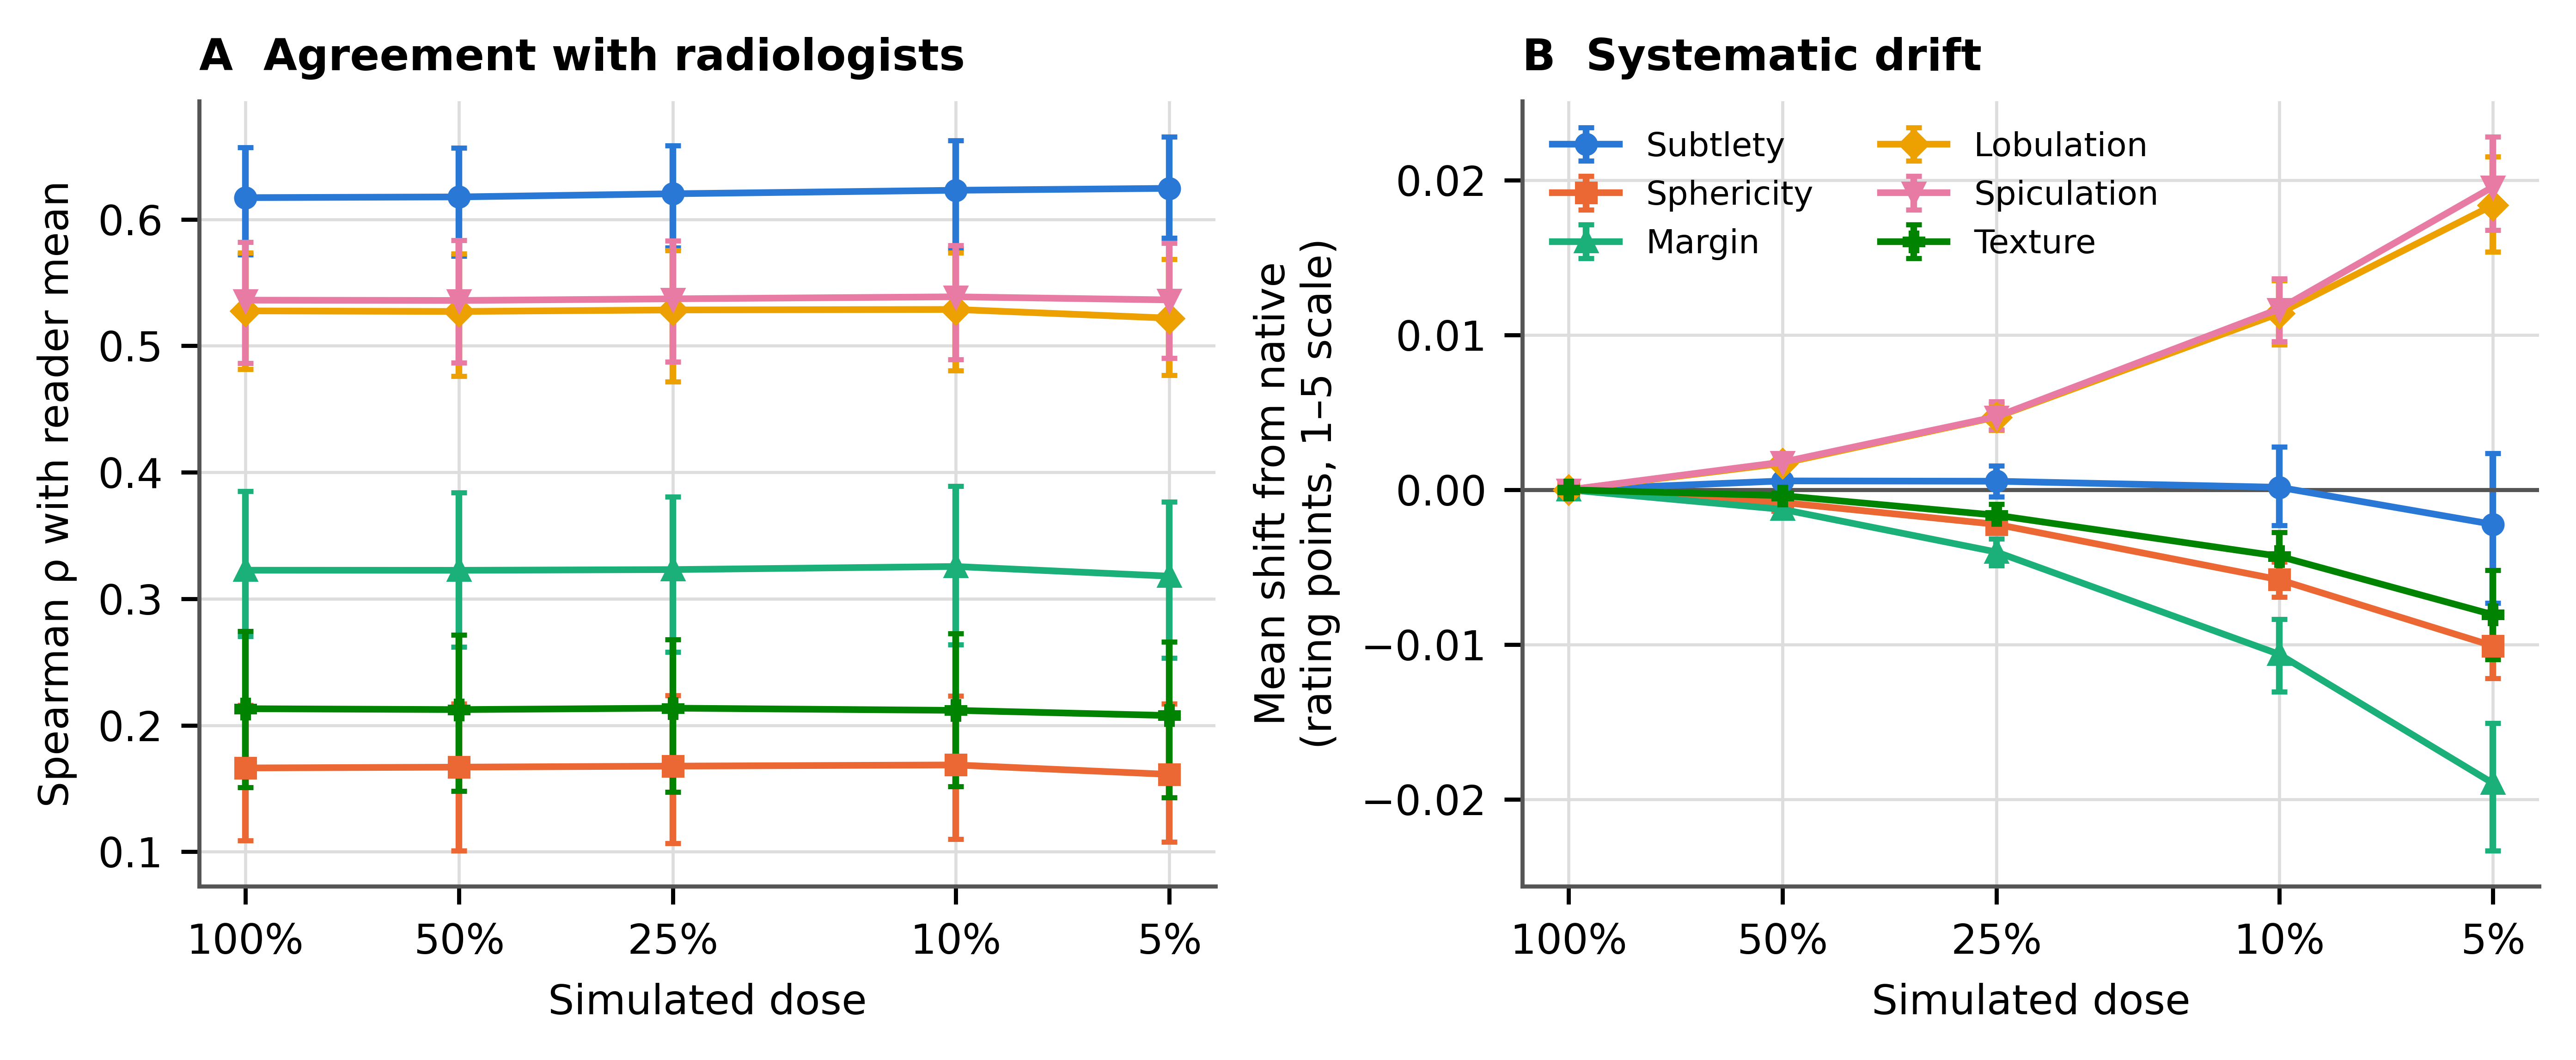 A  Agreement with radiologists
Spearman ρ with reader mean
0.6
0.5
0.4
0.3
0.2
0.1
100%
50%
25%
10%
5%
Simulated dose
B  Systematic drift
Mean shift from native
(rating points, 1–5 scale)
0.02
0.01
0.00
−0.01
−0.02
Subtlety
Sphericity
Margin
Lobulation
Spiculation
Texture
100%
50%
25%
10%
5%
Simulated dose